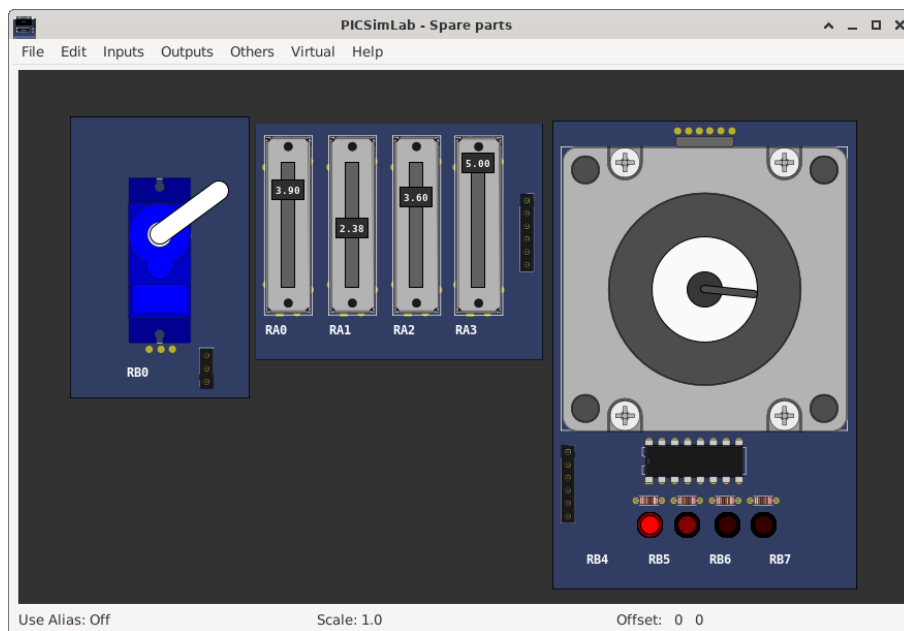 PICSimLab - Spare parts
File Edit Inputs Outputs Others Virtual Help
3.90 2.38 3.60 5.00
RA0 RA1 RA2 RA3
RB0
RB4 RB5 RB6 RB7
Use Alias: Off Scale: 1.0 Offset: 0 0